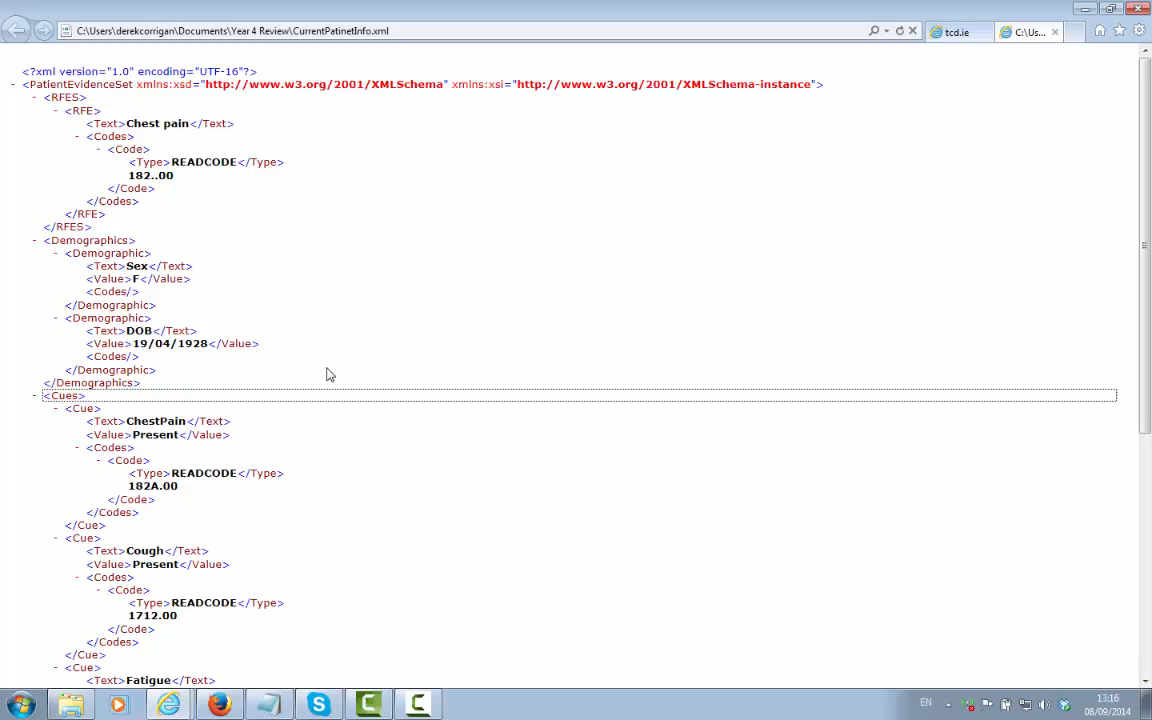 C:\Users\derekcorrigan\Documents\Year 4 Review\CurrentPatinetInfo.xml
tcd.ie
C:\Us...
<?xml version="1.0" encoding="UTF-16"?>
- <PatientEvidenceSet xmlns:xsd="http://www.w3.org/2001/XMLSchema" xmlns:xsi="http://www.w3.org/2001/XMLSchema-instance">
- <RFES>
- <RFE>
<Text>Chest pain</Text>
- <Codes>
- <Code>
<Type>READCODE</Type>
182..00
</Code>
</Codes>
</RFE>
</RFES>
- <Demographics>
- <Demographic>
<Text>Sex</Text>
<Value>F</Value>
<Codes/>
</Demographic>
- <Demographic>
<Text>DOB</Text>
<Value>19/04/1928</Value>
<Codes/>
</Demographic>
</Demographics>
- <Cues>
- <Cue>
<Text>ChestPain</Text>
<Value>Present</Value>
- <Codes>
- <Code>
<Type>READCODE</Type>
182A.00
</Code>
</Codes>
</Cue>
- <Cue>
<Text>Cough</Text>
<Value>Present</Value>
- <Codes>
- <Code>
<Type>READCODE</Type>
1712.00
</Code>
</Codes>
</Cue>
- <Cue>
<Text>Fatigue</Text>
EN
13:16
08/09/2014